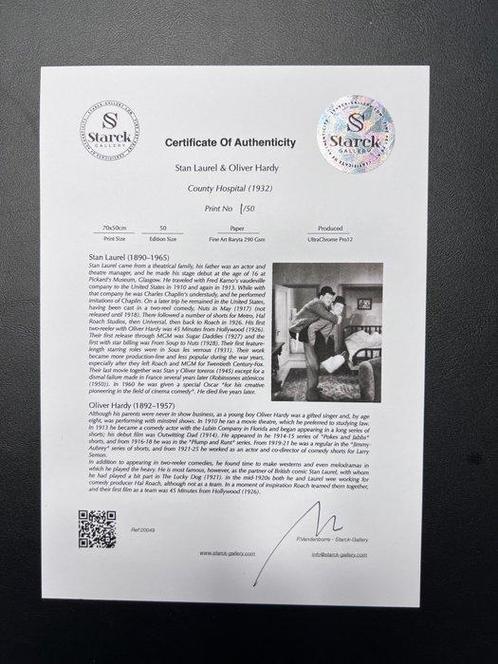 STARCK-GALLERY.COM
Starck
GALLERY
Starck
GALLERY
Certificate Of Authenticity
Stan Laurel & Oliver Hardy
County Hospital (1932)
Print No 1/50
70x50cm 50 Paper Produced
Print Size Edition Size Fine Art Baryta 290 Gsm UltraChrome Pro12
Stan Laurel (1890–1965)
Stan Laurel came from a theatrical family, his father was an actor and
theatre manager, and he made his stage debut at the age of 16 at
Pickard's Museum, Glasgow. He traveled with Fred Karno's vaudeville
company to the United States in 1910 and again in 1913. While with
that company he was Charles Chaplin's understudy, and he performed
imitations of Chaplin. On a later trip he remained in the United States,
having been cast in a two-reel comedy, Nuts in May (1917) (not
released until 1918). There followed a number of shorts for Metro, Hal
Roach Studios, then Universal, then back to Roach in 1926. His first
two-reeler with Oliver Hardy was 45 Minutes from Hollywood (1926).
Their first release through MGM was Sugar Daddies (1927) and the
first with star billing was From Soup to Nuts (1928). Their first feature-
length starring roles were in Sous les verrous (1931). Their work
became more production-line and less popular during the war years,
especially after they left Roach and MGM for Twentieth Century-Fox.
Their last movie together was Stan y Oliver toreros (1945) except for a
dismal failure made in France several years later (Robinsones atómicos
(1950)). In 1960 he was given a special Oscar "for his creative
pioneering in the field of cinema comedy". He died five years later.
Oliver Hardy (1892–1957)
Although his parents were never in show business, as a young boy Oliver Hardy was a gifted singer and, by age
eight, was performing with minstrel shows. In 1910 he ran a movie theatre, which he preferred to studying law.
In 1913 he became a comedy actor with the Lubin Company in Florida and began appearing in a long series of
shorts; his debut film was Outwitting Dad (1914). He appeared in he 1914-15 series of "Pokes and Jabbs"
shorts, and from 1916-18 he was in the "Plump and Runt" series. From 1919-21 he was a regular in the "Jimmy
Aubrey" series of shorts, and from 1921-25 he worked as an actor and co-director of comedy shorts for Larry
Semon.
In addition to appearing in two-reeler comedies, he found time to make westerns and even melodramas in
which he played the heavy. He is most famous, however, as the partner of British comic Stan Laurel, with whom
he had played a bit part in The Lucky Dog (1921). In the mid-1920s both he and Laurel wee working for
comedy producer Hal Roach, although not as a team. In a moment of inspiration Roach teamed them together,
and their first film as a team was 45 Minutes from Hollywood (1926).
Ref:00049
P.Vandenborre - Starck-Gallery
www.starck-gallery.com
info@starck-gallery.com